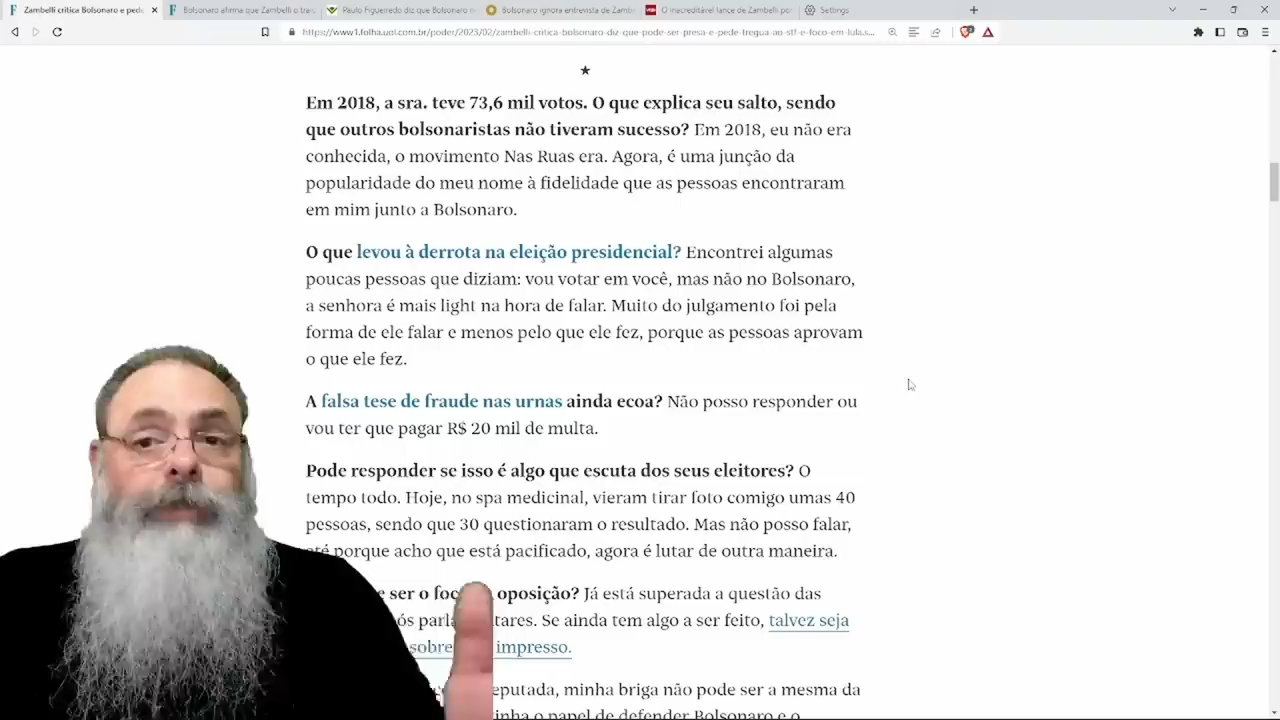 Zambelli critica Bolsonaro e pede
Bolsonaro afirma que Zambelli o trai
Paulo Figueiredo diz que Bolsonaro
Bolsonaro ignora entrevista de Zamb
O inacreditável lance de Zambelli po
Settings
https://www1.folha.uol.com.br/poder/2023/02/zambelli-critica-bolsonaro-diz-que-pode-ser-presa-e-pede-tregua-ao-stf-e-foco-em-lula.s...
Em 2018, a sra. teve 73,6 mil votos. O que explica seu salto, sendo
que outros bolsonaristas não tiveram sucesso? Em 2018, eu não era
conhecida, o movimento Nas Ruas era. Agora, é uma junção da
popularidade do meu nome à fidelidade que as pessoas encontraram
em mim junto a Bolsonaro.
O que levou à derrota na eleição presidencial? Encontrei algumas
poucas pessoas que diziam: vou votar em você, mas não no Bolsonaro,
a senhora é mais light na hora de falar. Muito do julgamento foi pela
forma de ele falar e menos pelo que ele fez, porque as pessoas aprovam
o que ele fez.
A falsa tese de fraude nas urnas ainda ecoa? Não posso responder ou
vou ter que pagar R$ 20 mil de multa.
Pode responder se isso é algo que escuta dos seus eleitores? O
tempo todo. Hoje, no spa medicinal, vieram tirar foto comigo umas 40
pessoas, sendo que 30 questionaram o resultado. Mas não posso falar,
até porque acho que está pacificado, agora é lutar de outra maneira.
ser o oposição? Já está superada a questão das
Se ainda tem algo a ser feito, talvez seja
sobre impresso.
minha briga não pode ser a mesma da
o papel de defender Bolsonaro e o